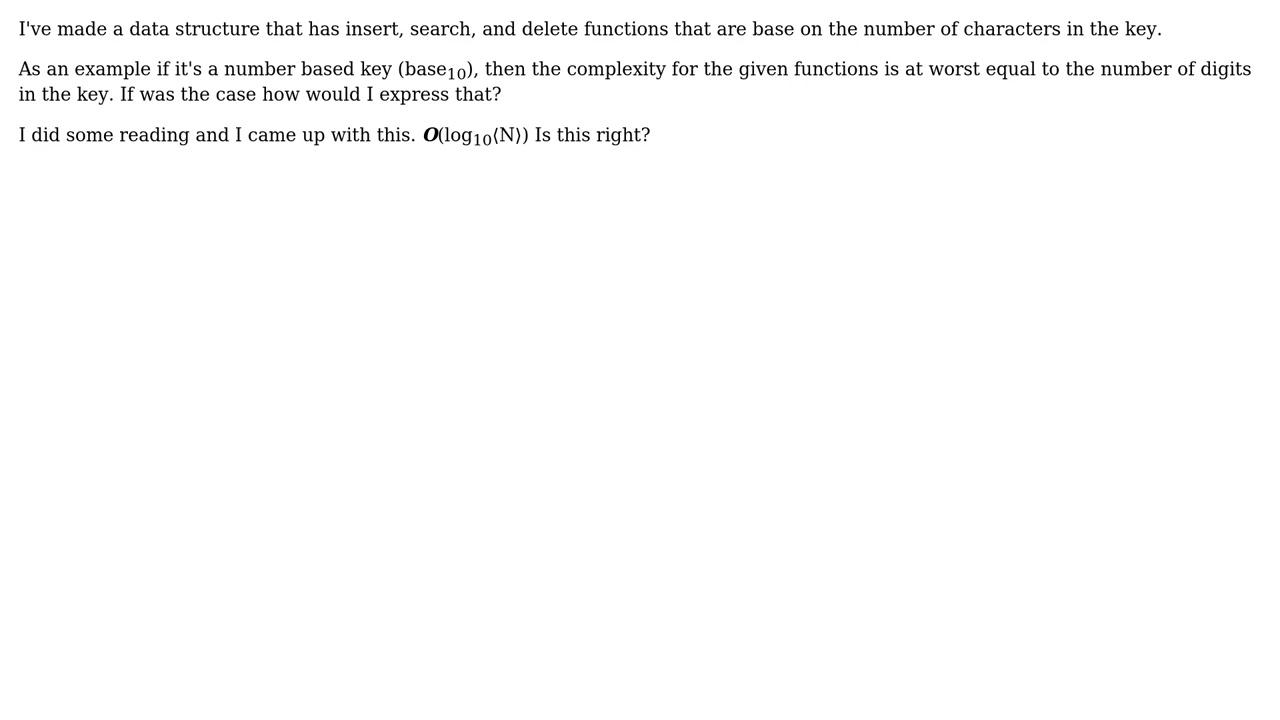 I've made a data structure that has insert, search, and delete functions that are base on the number of characters in the key.
As an example if it's a number based key (base₁₀), then the complexity for the given functions is at worst equal to the number of digits
in the key. If was the case how would I express that?
I did some reading and I came up with this. O(log₁₀⟨N⟩) Is this right?